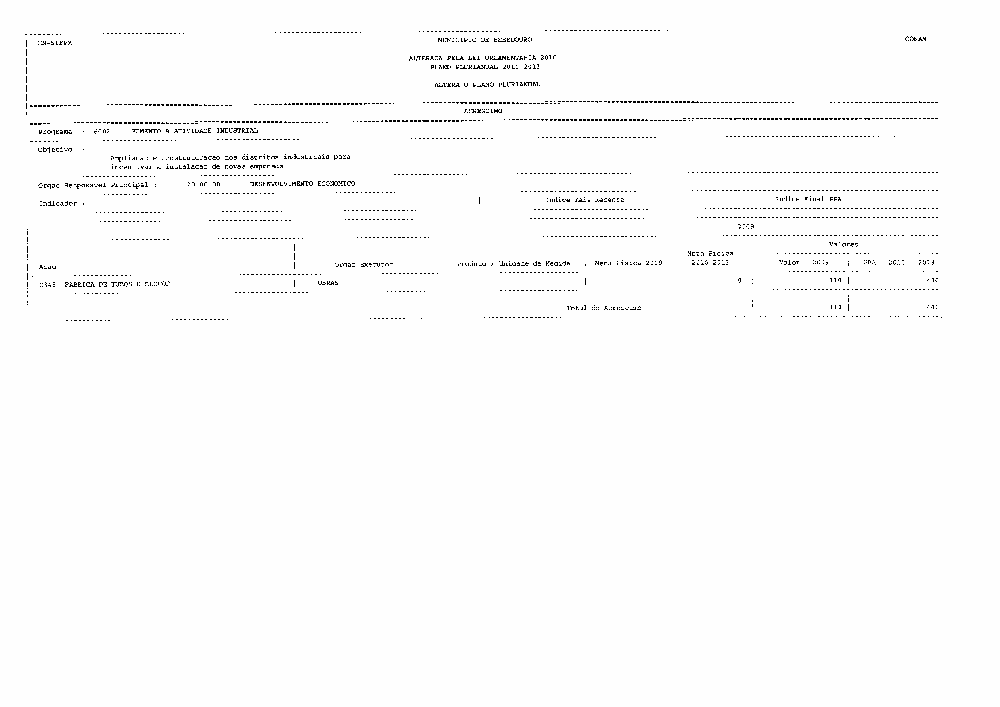 CN-SIFPM MUNICIPIO DE BEBEDOURO CONAM
ALTERADA PELA LEI ORCAMENTARIA-2010
PLANO PLURIANUAL 2010-2013
ALTERA O PLANO PLURIANUAL
ACRESCIMO
Programa : 6002 FOMENTO A ATIVIDADE INDUSTRIAL
Objetivo :
Ampliacao e reestruturacao dos distritos industriais para
incentivar a instalacao de novas empresas
Orgao Resposavel Principal : 20.00.00 DESENVOLVIMENTO ECONOMICO
Indicador : Indice mais Recente Indice Final PPA
2009
Valores
Meta Fisica
Acao Orgao Executor Produto / Unidade de Medida Meta Fisica 2009 2010-2013 Valor - 2009 PPA 2010 - 2013
2348 FABRICA DE TUBOS E BLOCOS OBRAS 0 110 440
Total do Acrescimo 110 440